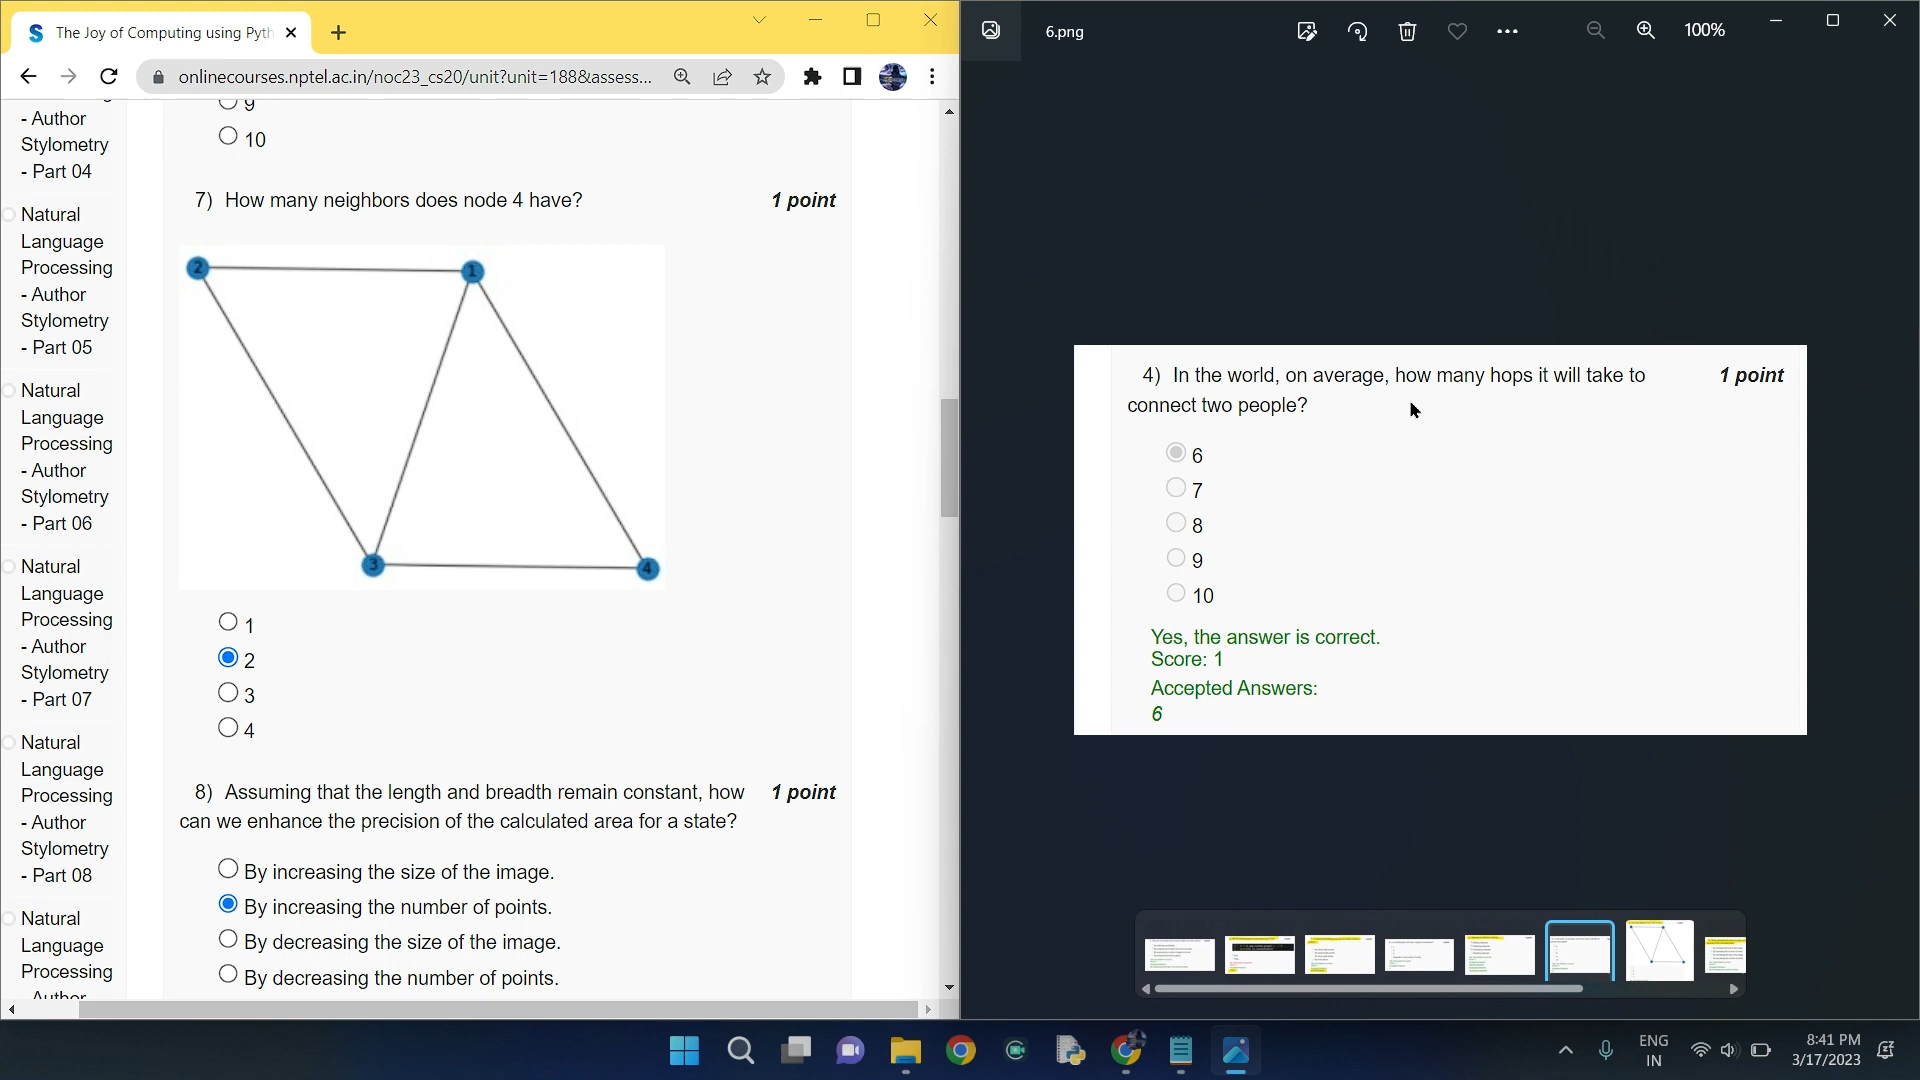 The Joy of Computing using Pyth
onlinecourses.nptel.ac.in/noc23_cs20/unit?unit=188&assess...
- Author
Stylometry
- Part 04
Natural
Language
Processing
- Author
Stylometry
- Part 05
Natural
Language
Processing
- Author
Stylometry
- Part 06
Natural
Language
Processing
- Author
Stylometry
- Part 07
Natural
Language
Processing
- Author
Stylometry
- Part 08
Natural
Language
Processing
- Author
9
10
7) How many neighbors does node 4 have? 1 point
2 1
3 4
1
2
3
4
8) Assuming that the length and breadth remain constant, how 1 point
can we enhance the precision of the calculated area for a state?
By increasing the size of the image.
By increasing the number of points.
By decreasing the size of the image.
By decreasing the number of points.
6.png 100%
4) In the world, on average, how many hops it will take to 1 point
connect two people?
6
7
8
9
10
Yes, the answer is correct.
Score: 1
Accepted Answers:
6
ENG
IN
8:41 PM
3/17/2023